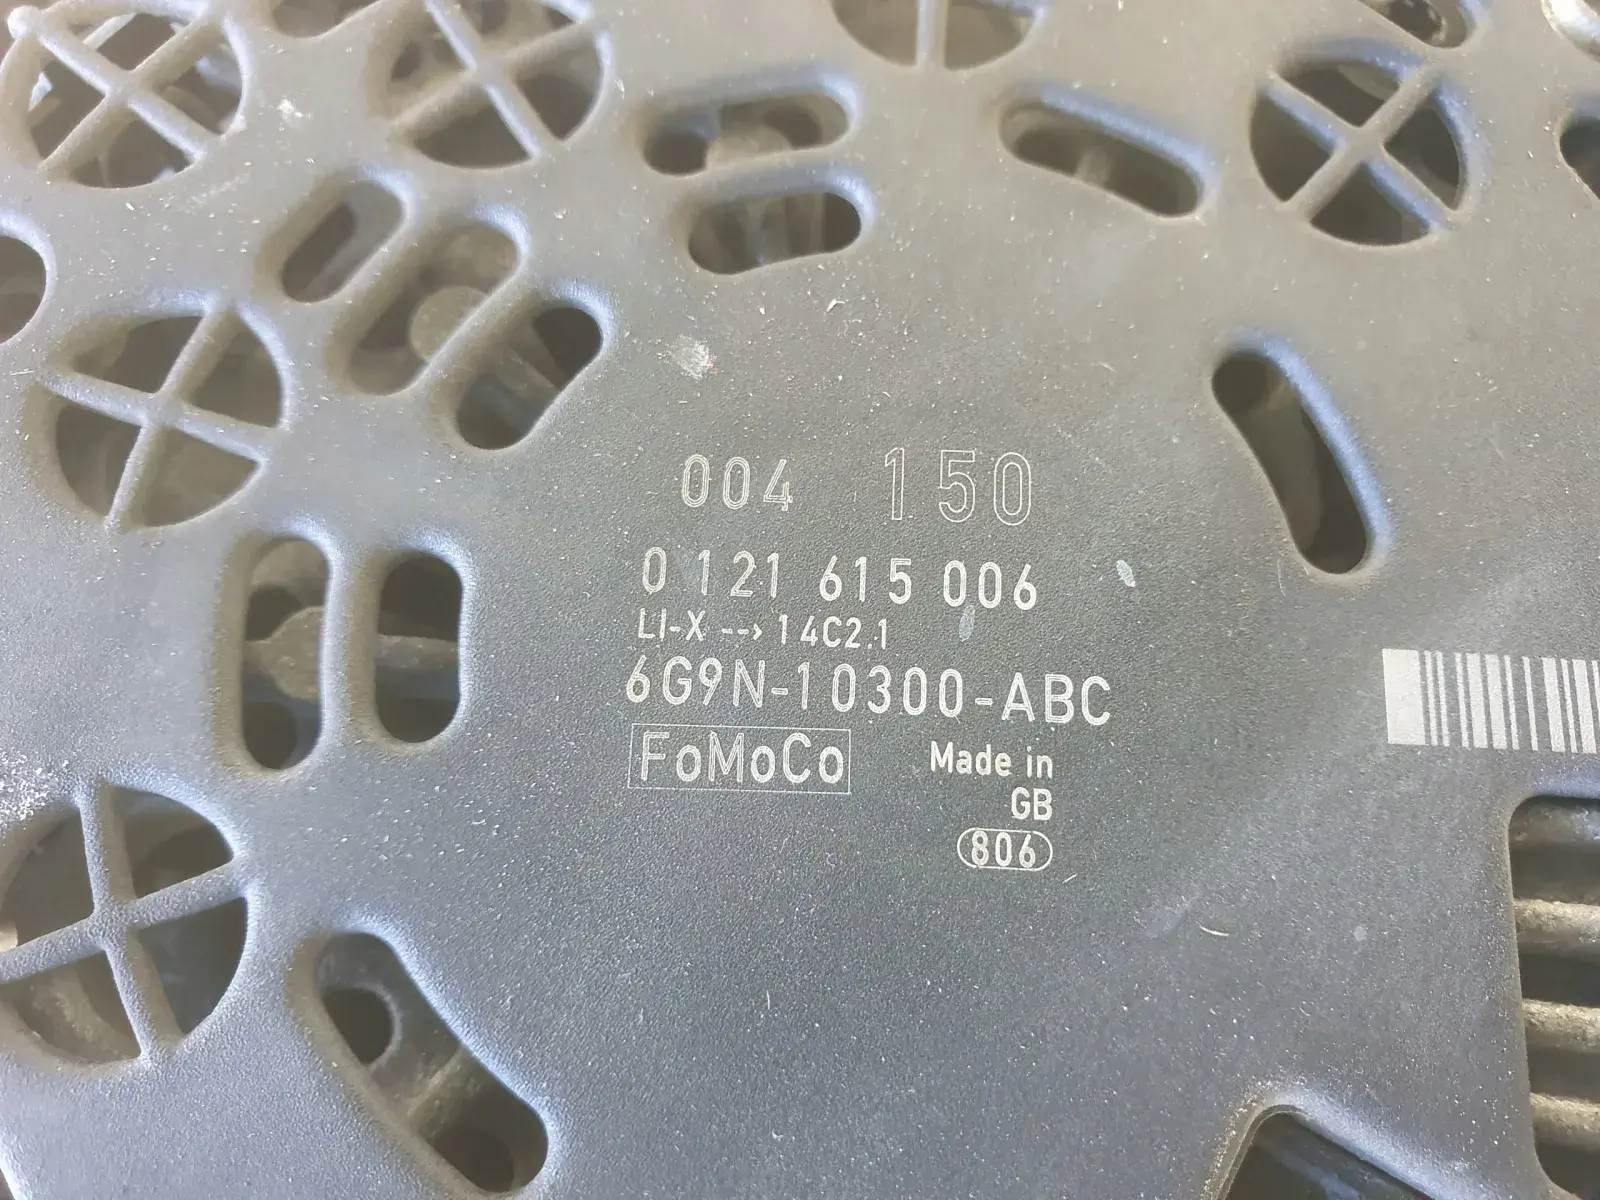 004 150
0 121 615 006
LI-X --> 14C2.1
6G9N-10300-ABC
FoMoCo
Made in
GB
806